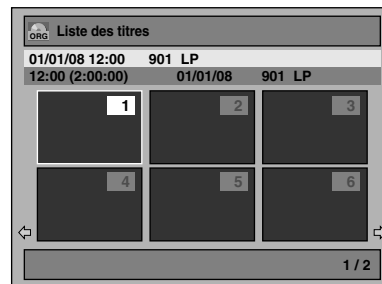 ORG Liste des titres
01/01/08 12:00 901 LP
12:00 (2:00:00) 01/01/08 901 LP
1 2 3
4 5 6
1 / 2